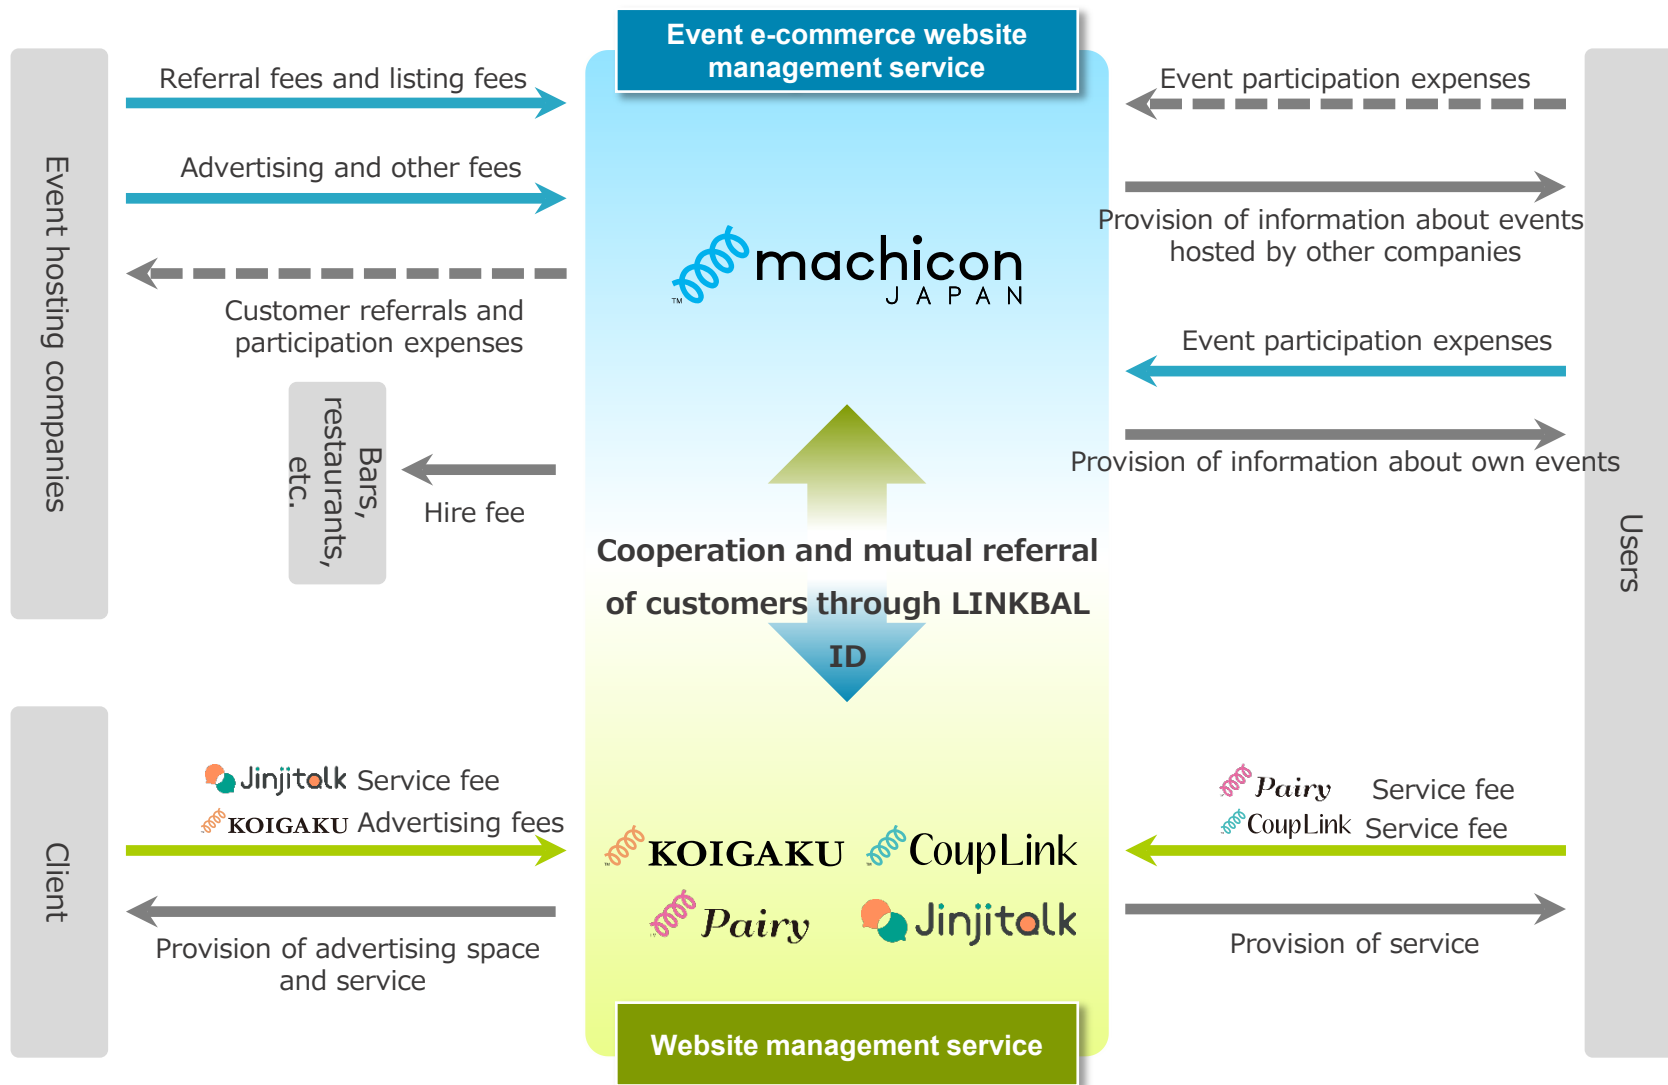 Event e-commerce website
management service
Event hosting companies
Referral fees and listing fees
Advertising and other fees
Customer referrals and
participation expenses
Bars,
restaurants,
etc.
Hire fee
™
machicon
JAPAN
Event participation expenses
Provision of information about events
hosted by other companies
Event participation expenses
Provision of information about own events
Users
Cooperation and mutual referral
of customers through LINKBAL
ID
Client
Jinjitalk Service fee
KOIGAKU Advertising fees
Provision of advertising space
and service
KOIGAKU
CoupLink
Pairy
Jinjitalk
Pairy Service fee
CoupLink Service fee
Provision of service
Website management service